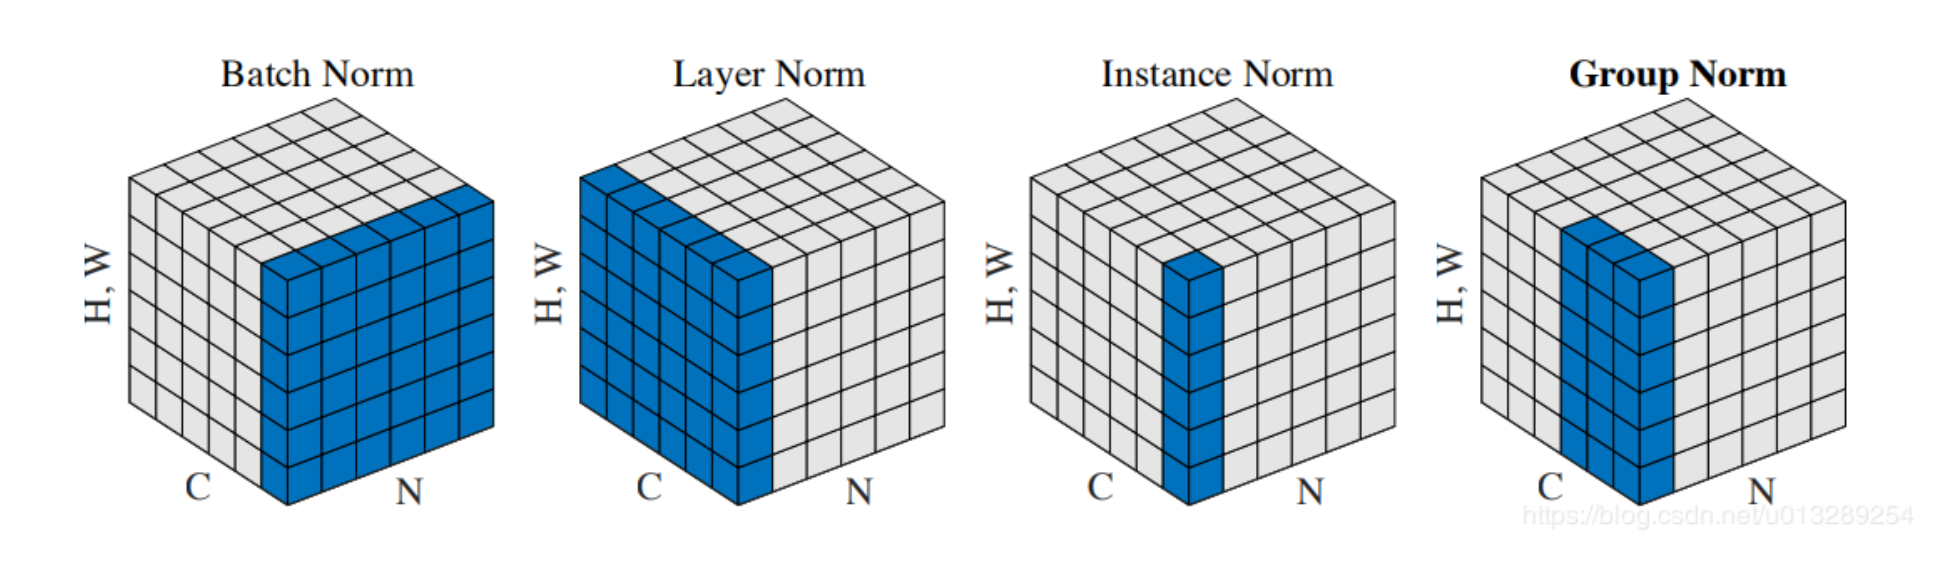 Batch Norm
Layer Norm
Instance Norm
Group Norm
H, W
C
N
H, W
C
N
H, W
C
N
H, W
C
N
https://blog.csdn.net/u013289254